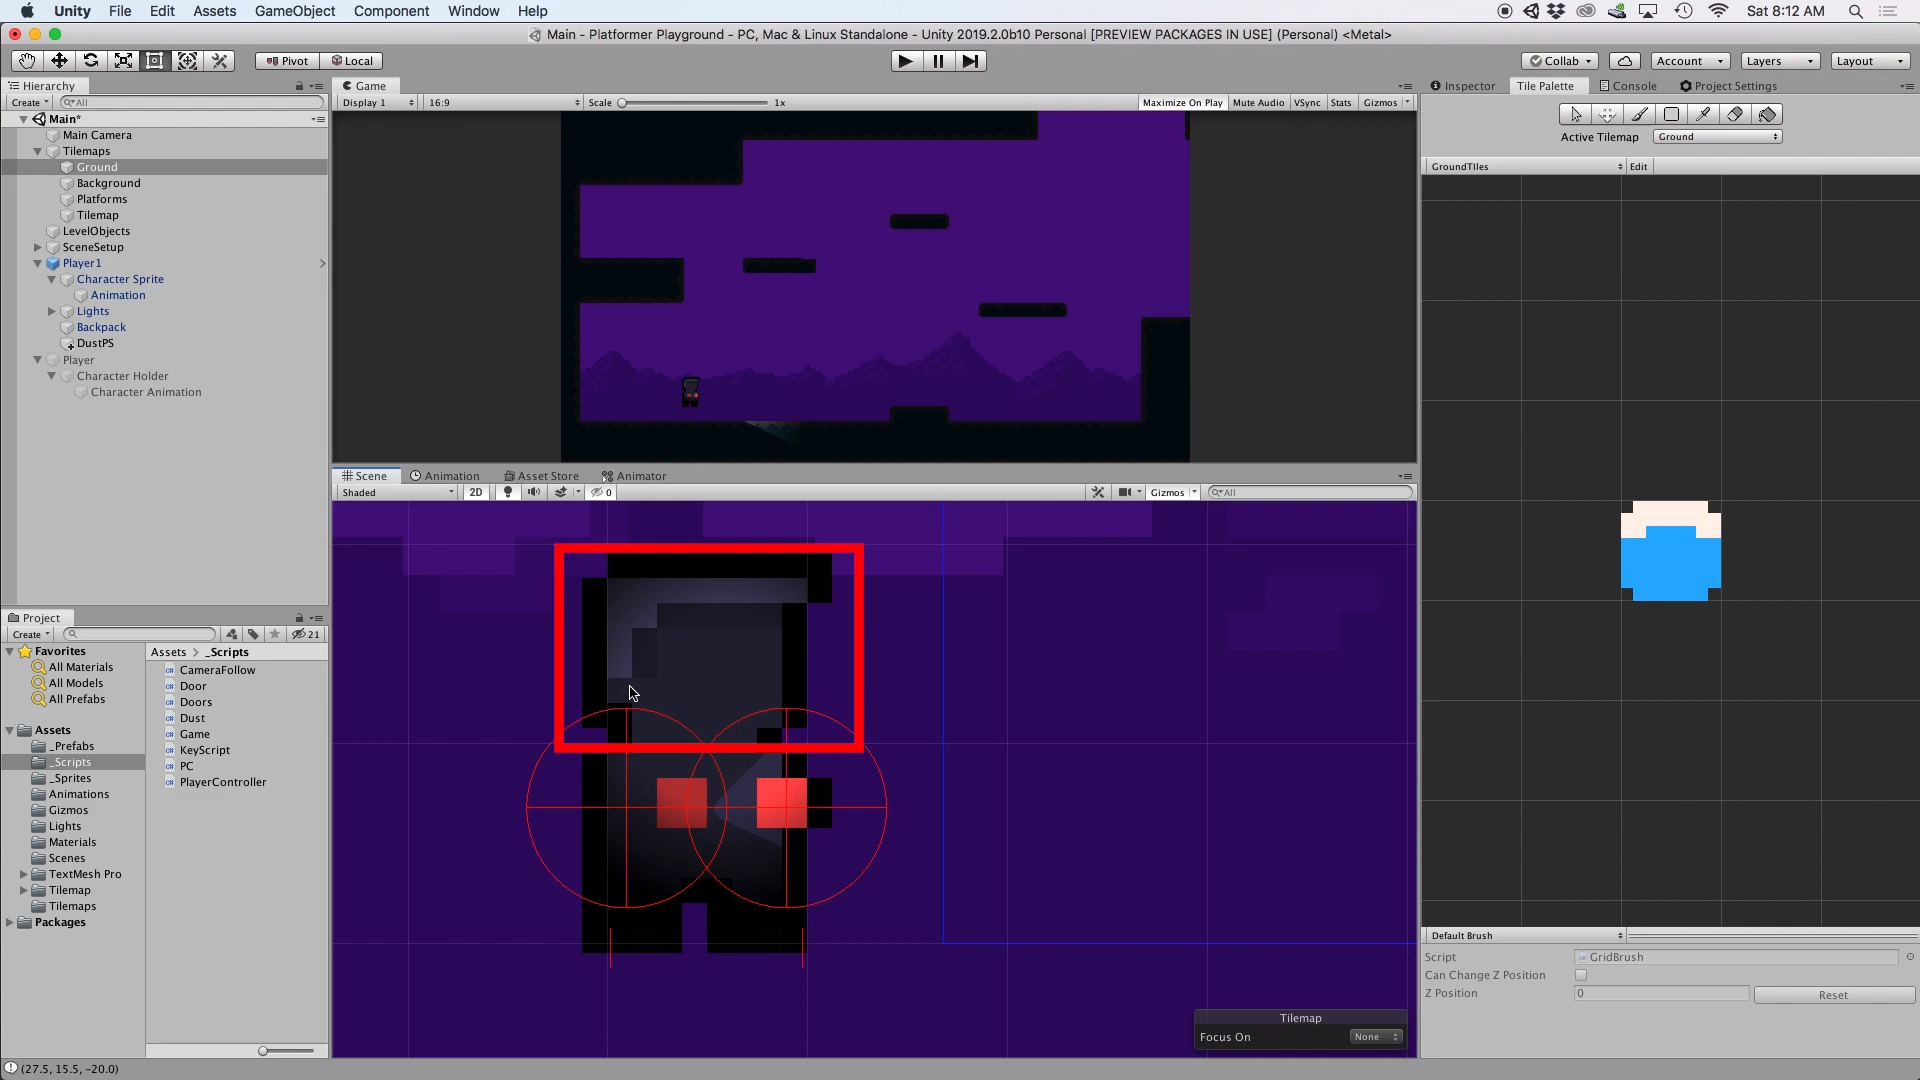 Unity File Edit Assets GameObject Component Window Help Sat 8:12 AM
Main - Platformer Playground - PC, Mac & Linux Standalone - Unity 2019.2.0b10 Personal [PREVIEW PACKAGES IN USE] (Personal) <Metal>
Pivot Local Collab Account Layers Layout
Hierarchy
Create All
Main*
Main Camera
Tilemaps
Ground
Background
Platforms
Tilemap
LevelObjects
SceneSetup
Player1
Character Sprite
Animation
Lights
Backpack
DustPS
Player
Character Holder
Character Animation
Game
Display 1 16:9 Scale 1x Maximize On Play Mute Audio VSync Stats Gizmos
Scene Animation Asset Store Animator
Shaded 2D 0 Gizmos All
Tilemap
Focus On None
Inspector Tile Palette Console Project Settings
Active Tilemap Ground
GroundTIles Edit
Default Brush
Script GridBrush
Can Change Z Position
Z Position 0 Reset
Project
Create 21
Favorites
All Materials
All Models
All Prefabs
Assets
_Prefabs
_Scripts
_Sprites
Animations
Gizmos
Lights
Materials
Scenes
TextMesh Pro
Tilemap
Tilemaps
Packages
Assets > _Scripts
CameraFollow
Door
Doors
Dust
Game
KeyScript
PC
PlayerController
(27.5, 15.5, -20.0)